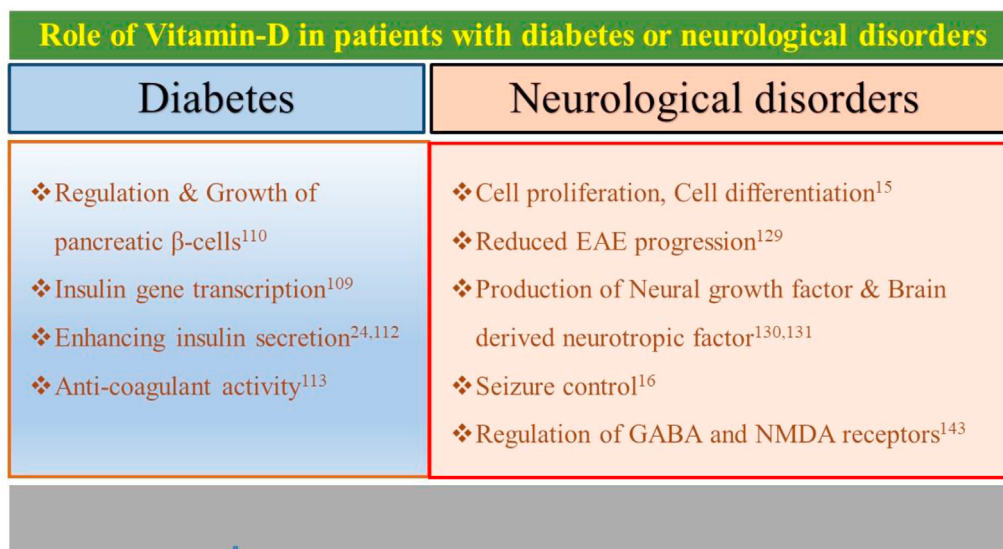 Role of Vitamin-D in patients with diabetes or neurological disorders
Diabetes
❖Regulation & Growth of
pancreatic β-cells110
❖Insulin gene transcription109
❖Enhancing insulin secretion24,112
❖Anti-coagulant activity113
Neurological disorders
❖Cell proliferation, Cell differentiation15
❖Reduced EAE progression129
❖Production of Neural growth factor & Brain
derived neurotropic factor130,131
❖Seizure control16
❖Regulation of GABA and NMDA receptors143